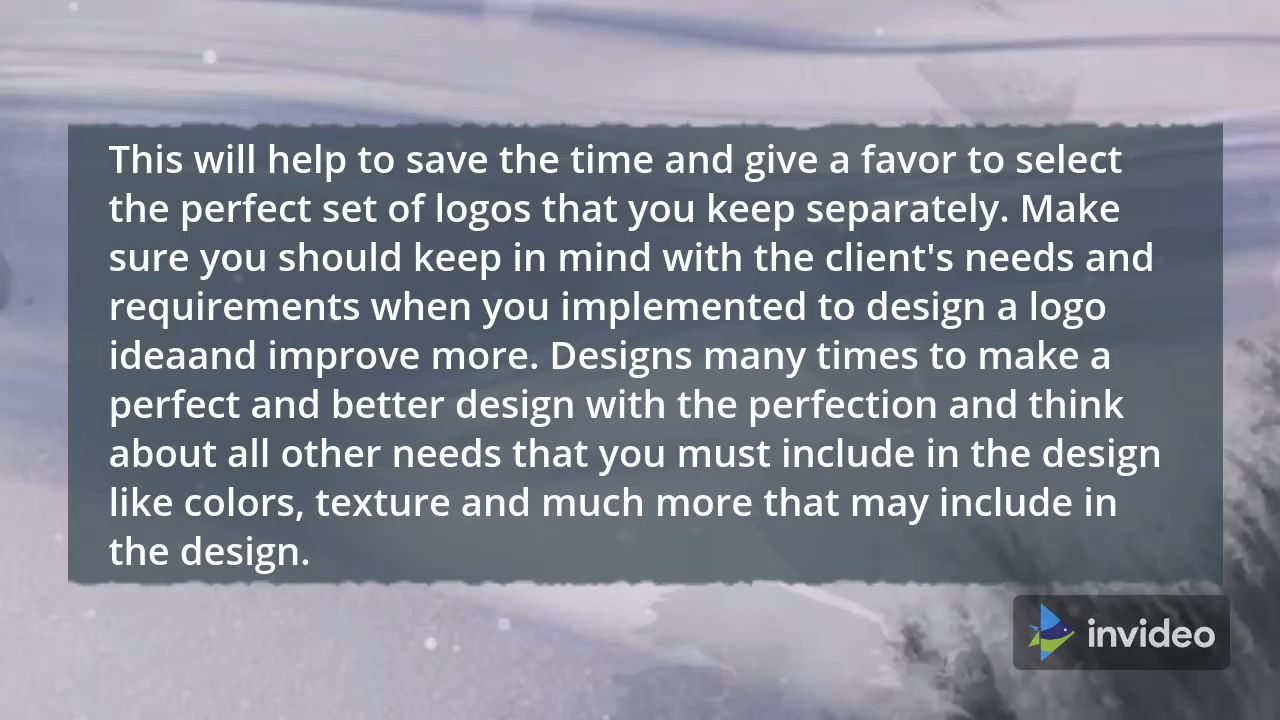 This will help to save the time and give a favor to select
the perfect set of logos that you keep separately. Make
sure you should keep in mind with the client's needs and
requirements when you implemented to design a logo
ideaand improve more. Designs many times to make a
perfect and better design with the perfection and think
about all other needs that you must include in the design
like colors, texture and much more that may include in
the design.
invideo